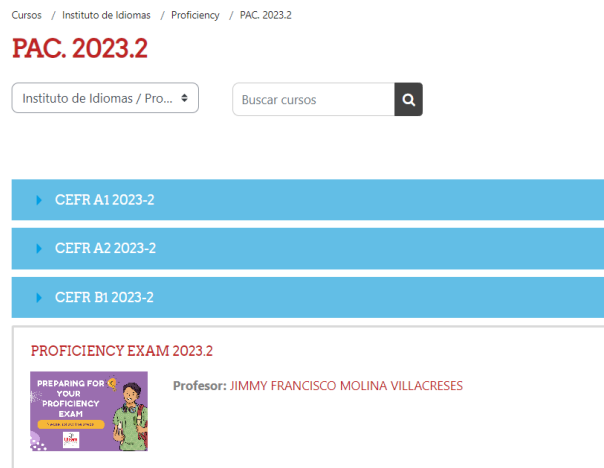 Cursos / Instituto de Idiomas / Proficiency / PAC. 2023.2
PAC. 2023.2
Instituto de Idiomas / Pro...
Buscar cursos
CEFR A1 2023-2
CEFR A2 2023-2
CEFR B1 2023-2
PROFICIENCY EXAM 2023.2
PREPARING FOR
YOUR
PROFICIENCY
EXAM
Profesor: JIMMY FRANCISCO MOLINA VILLACRESES